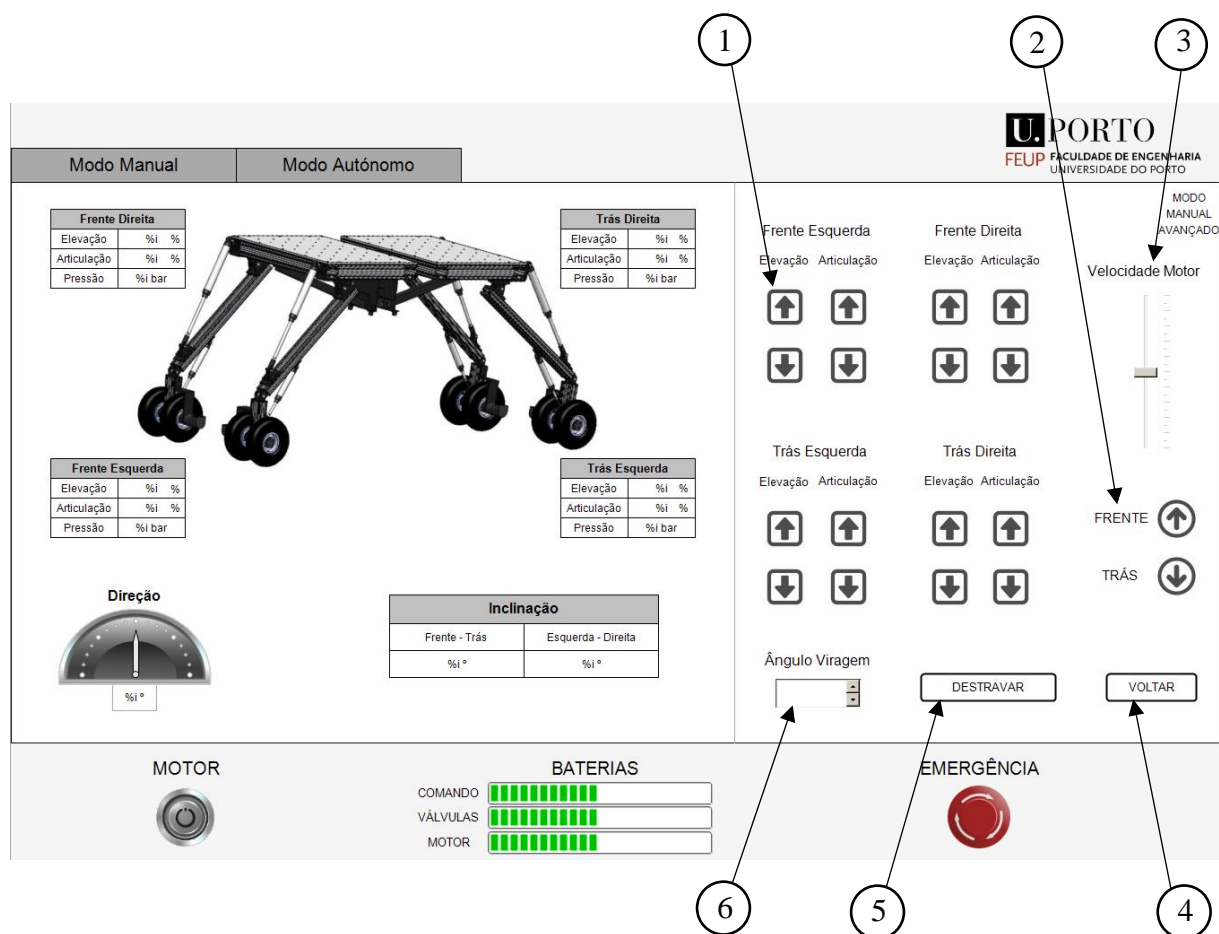 1
2
3
U. PORTO
FEUP FACULDADE DE ENGENHARIA
UNIVERSIDADE DO PORTO
Modo Manual
Modo Autónomo
MODO
MANUAL
AVANÇADO
Frente Direita
Elevação %i %
Articulação %i %
Pressão %i bar
Trás Direita
Elevação %i %
Articulação %i %
Pressão %i bar
Frente Esquerda
Elevação %i %
Articulação %i %
Pressão %i bar
Trás Esquerda
Elevação %i %
Articulação %i %
Pressão %i bar
Direção
%i º
Inclinação
Frente - Trás Esquerda - Direita
%i º %i º
Frente Esquerda
Elevação Articulação
Frente Direita
Elevação Articulação
Velocidade Motor
Trás Esquerda
Elevação Articulação
Trás Direita
Elevação Articulação
FRENTE
TRÁS
Ângulo Viragem
DESTRAVAR
VOLTAR
MOTOR
BATERIAS
COMANDO
VÁLVULAS
MOTOR
EMERGÊNCIA
6
5
4